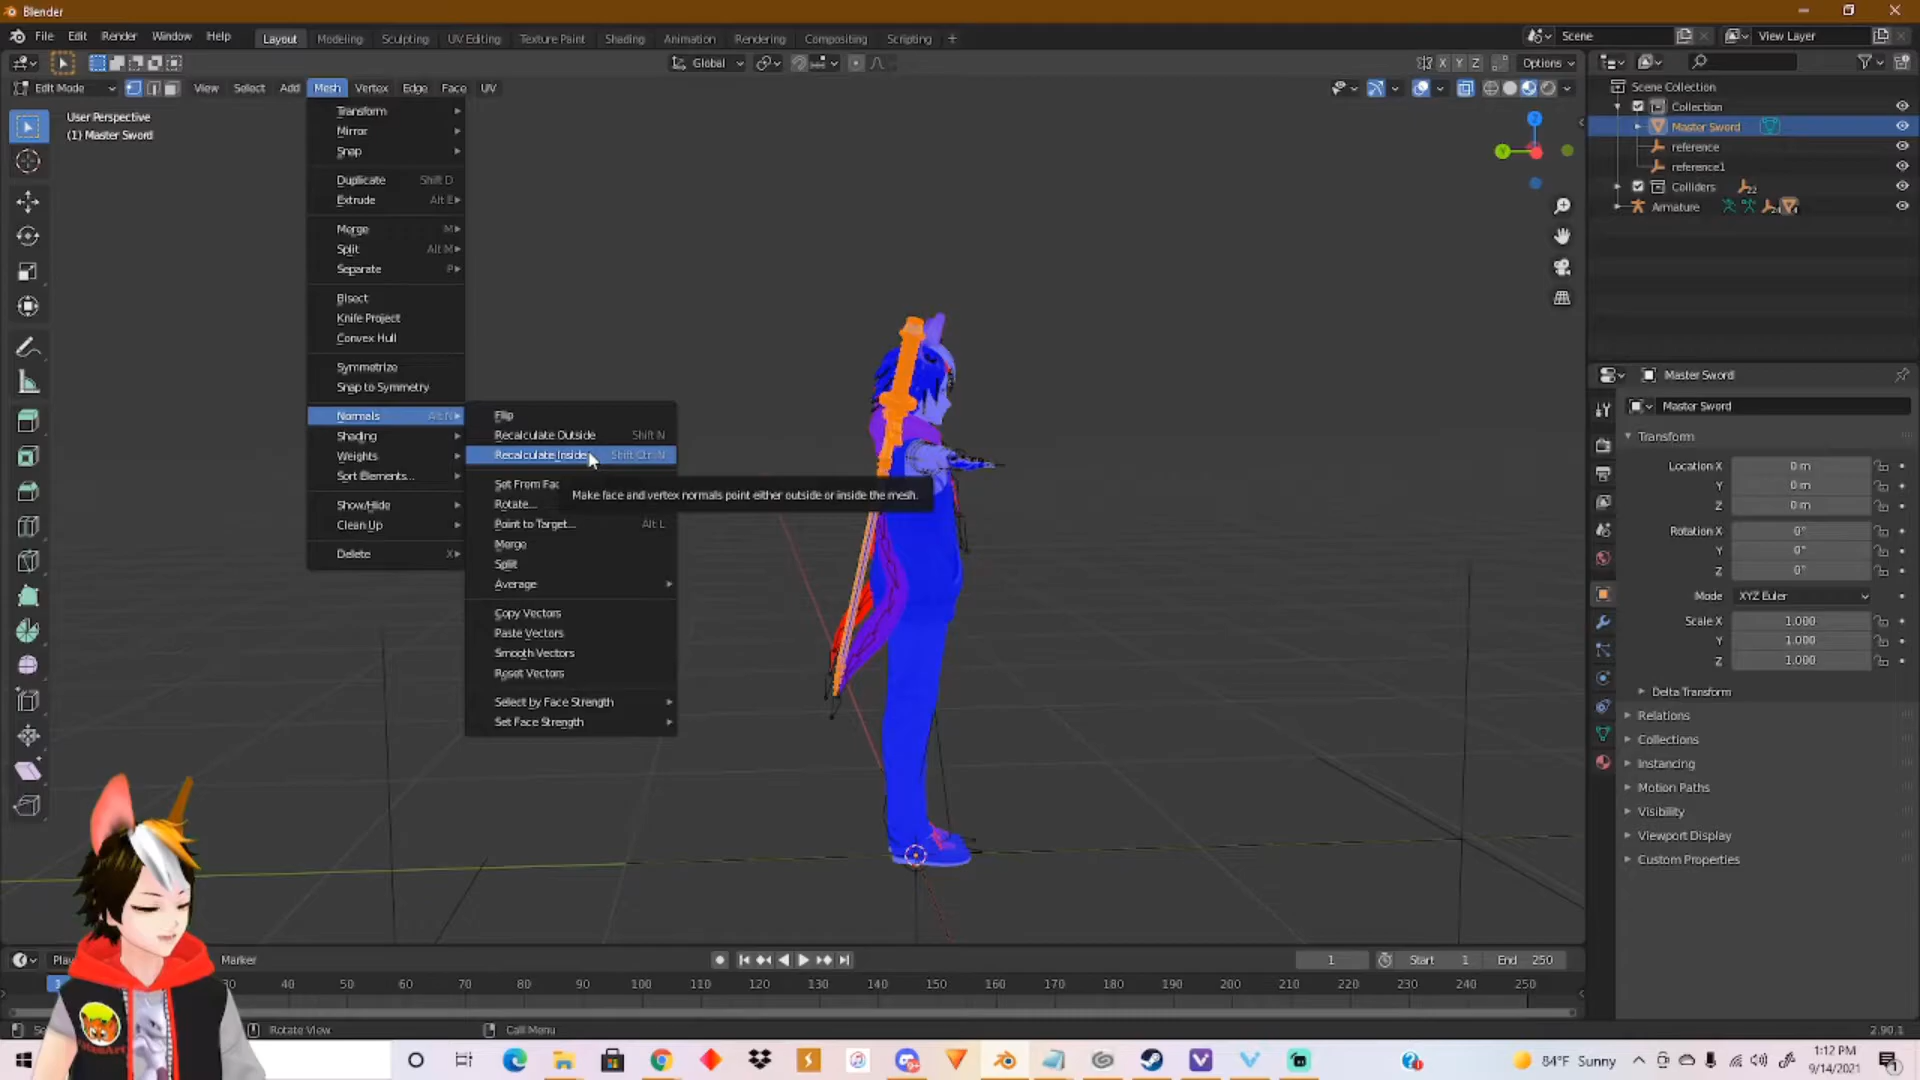 Blender
File Edit Render Window Help Layout Modeling Sculpting UV Editing Texture Paint Shading Animation Rendering Compositing Scripting + Scene View Layer
Global X Y Z Options
Edit Mode View Select Add Mesh Vertex Edge Face UV
User Perspective
(1) Master Sword
Transform
Mirror
Snap
Duplicate Shift D
Extrude Alt E
Merge M
Split Alt M
Separate P
Bisect
Knife Project
Convex Hull
Symmetrize
Snap to Symmetry
Normals Alt N
Shading
Weights
Sort Elements...
Show/Hide
Clean Up
Delete X
Flip
Recalculate Outside Shift N
Recalculate Inside Shift Ctrl N
Set From Fac
Rotate...
Point to Target... Alt L
Merge
Split
Average
Copy Vectors
Paste Vectors
Smooth Vectors
Reset Vectors
Select by Face Strength
Set Face Strength
Make face and vertex normals point either outside or inside the mesh.
Z
Y
Scene Collection
Collection
Master Sword
reference
reference1
Colliders 22
Armature
Master Sword
Master Sword
Transform
Location X 0 m
Y 0 m
Z 0 m
Rotation X 0°
Y 0°
Z 0°
Mode XYZ Euler
Scale X 1.000
Y 1.000
Z 1.000
Delta Transform
Relations
Collections
Instancing
Motion Paths
Visibility
Viewport Display
Custom Properties
Play Marker 1 Start 1 End 250
30 40 50 60 70 80 90 100 110 120 130 140 150 160 170 180 190 200 210 220 230 240 250
Rotate View Call Menu 2.90.1
84°F Sunny
1:12 PM
9/14/2021